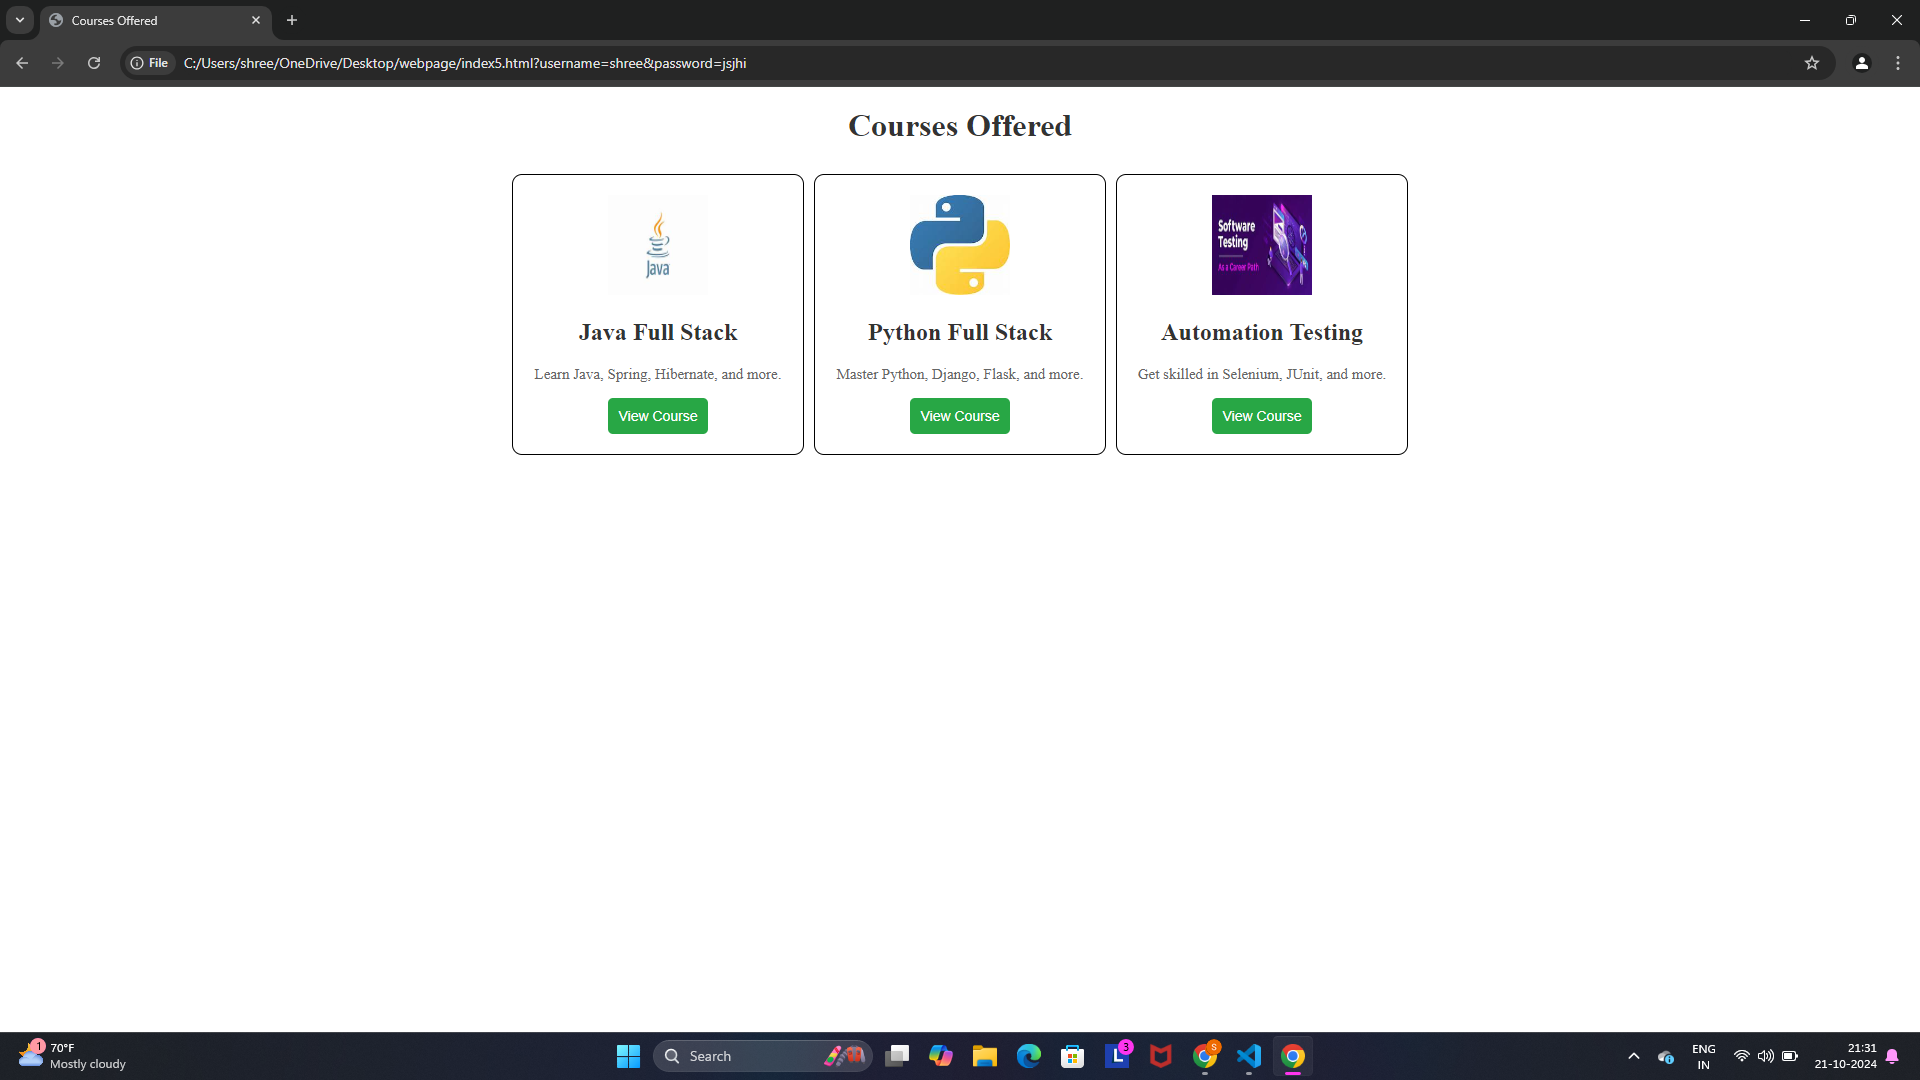 Courses Offered
File
C:/Users/shree/OneDrive/Desktop/webpage/index5.html?username=shree&password=jsjhi
Courses Offered
Java
Software
Testing
As a Career Path
Java Full Stack
Python Full Stack
Automation Testing
Learn Java, Spring, Hibernate, and more.
Master Python, Django, Flask, and more.
Get skilled in Selenium, JUnit, and more.
View Course
View Course
View Course
1
70°F
Mostly cloudy
Search
L
3
S
ENG
IN
21:31
21-10-2024